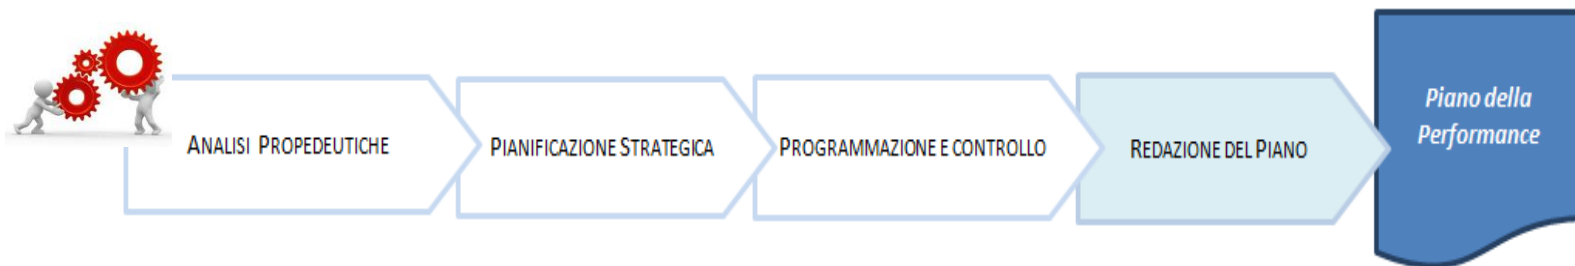 ANALISI PROPEDEUTICHE
PIANIFICAZIONE STRATEGICA
PROGRAMMAZIONE E CONTROLLO
REDAZIONE DEL PIANO
Piano della
Performance